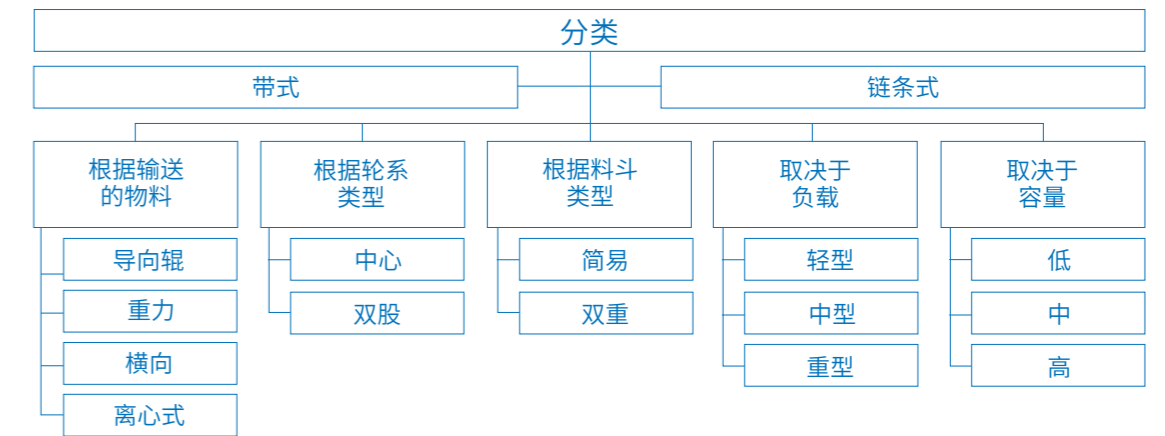 分类
带式
链条式
根据输送
的物料
根据轮系
类型
根据料斗
类型
取决于
负载
取决于
容量
导向辊
中心
简易
轻型
低
重力
双股
双重
中型
中
横向
重型
高
离心式